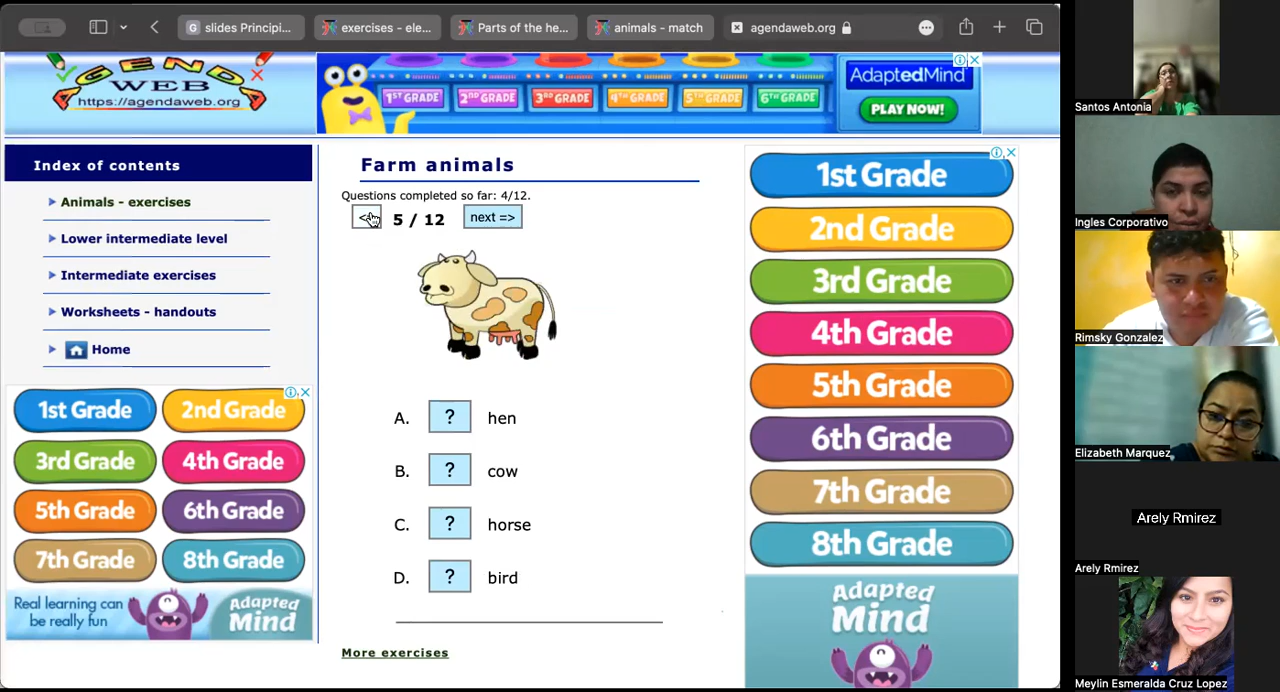 slides Principi...
exercises - ele...
Parts of the he...
animals - match
agendaweb.org
AGENDA
WEB
https://agendaweb.org
1ST GRADE
2ND GRADE
3RD GRADE
4TH GRADE
5TH GRADE
6TH GRADE
AdaptedMind
PLAY NOW!
Index of contents
Animals - exercises
Lower intermediate level
Intermediate exercises
Worksheets - handouts
Home
1st Grade
2nd Grade
3rd Grade
4th Grade
5th Grade
6th Grade
7th Grade
8th Grade
Real learning can
be really fun
Adapted
Mind
Farm animals
Questions completed so far: 4/12.
5 / 12
next =>
A. ? hen
B. ? cow
C. ? horse
D. ? bird
More exercises
1st Grade
2nd Grade
3rd Grade
4th Grade
5th Grade
6th Grade
7th Grade
8th Grade
Adapted
Mind
Santos Antonia
Ingles Corporativo
Rimsky Gonzalez
Elizabeth Marquez
Arely Rmirez
Arely Rmirez
Meylin Esmeralda Cruz Lopez